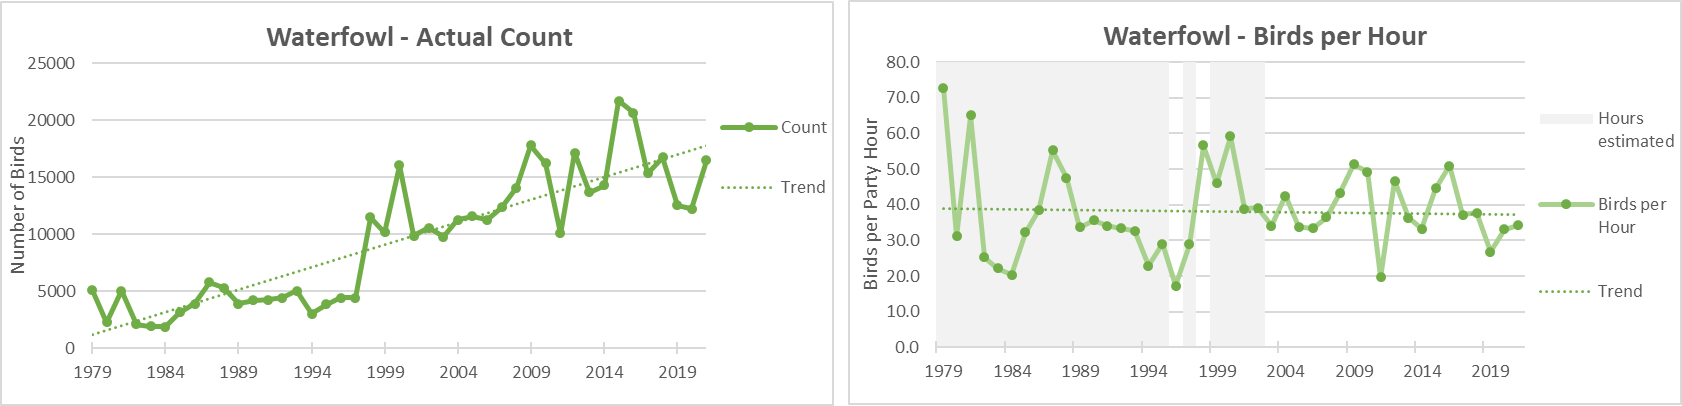 Waterfowl - Actual Count
25000
20000
15000
10000
5000
0
Number of Birds
1979 1984 1989 1994 1999 2004 2009 2014 2019
Count
Trend
Waterfowl - Birds per Hour
80.0
70.0
60.0
50.0
40.0
30.0
20.0
10.0
0.0
Birds per Party Hour
1979 1984 1989 1994 1999 2004 2009 2014 2019
Hours
estimated
Birds per
Hour
Trend